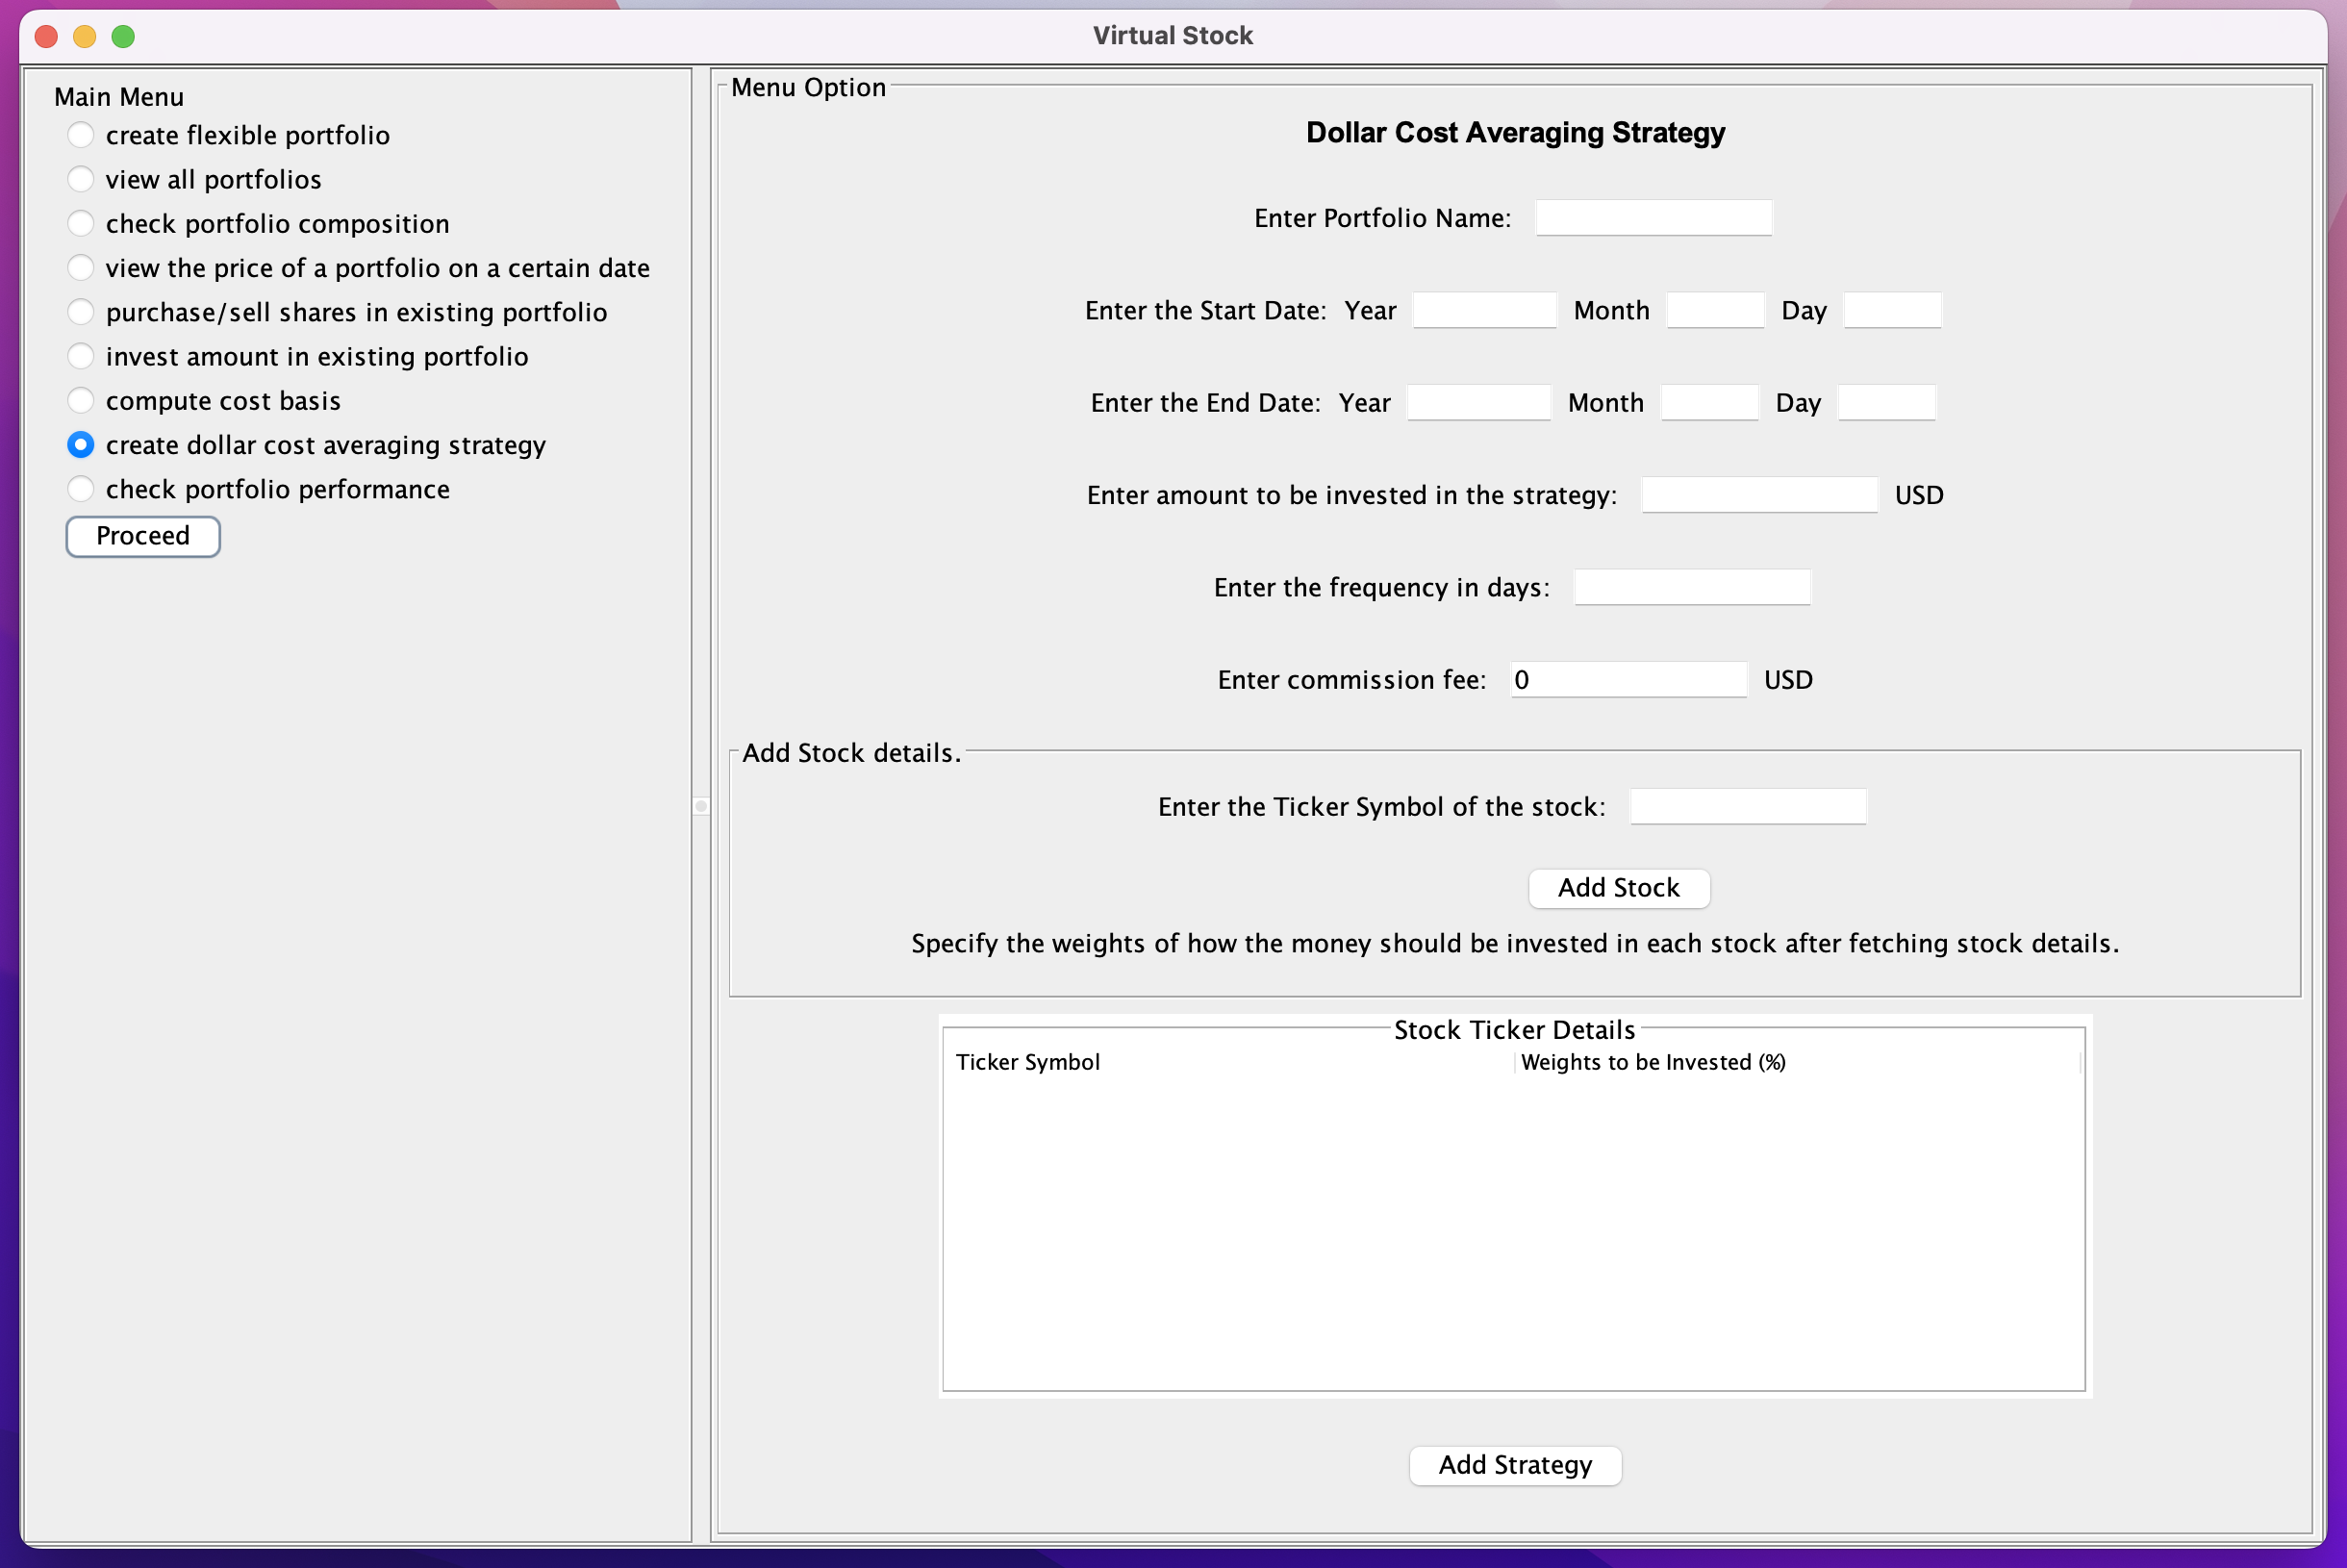 Virtual Stock
Main Menu
create flexible portfolio
view all portfolios
check portfolio composition
view the price of a portfolio on a certain date
purchase/sell shares in existing portfolio
invest amount in existing portfolio
compute cost basis
create dollar cost averaging strategy
check portfolio performance
Proceed
Menu Option
Dollar Cost Averaging Strategy
Enter Portfolio Name:
Enter the Start Date: Year Month Day
Enter the End Date: Year Month Day
Enter amount to be invested in the strategy: USD
Enter the frequency in days:
Enter commission fee: 0 USD
Add Stock details.
Enter the Ticker Symbol of the stock:
Add Stock
Specify the weights of how the money should be invested in each stock after fetching stock details.
Stock Ticker Details
Ticker Symbol Weights to be Invested (%)
Add Strategy